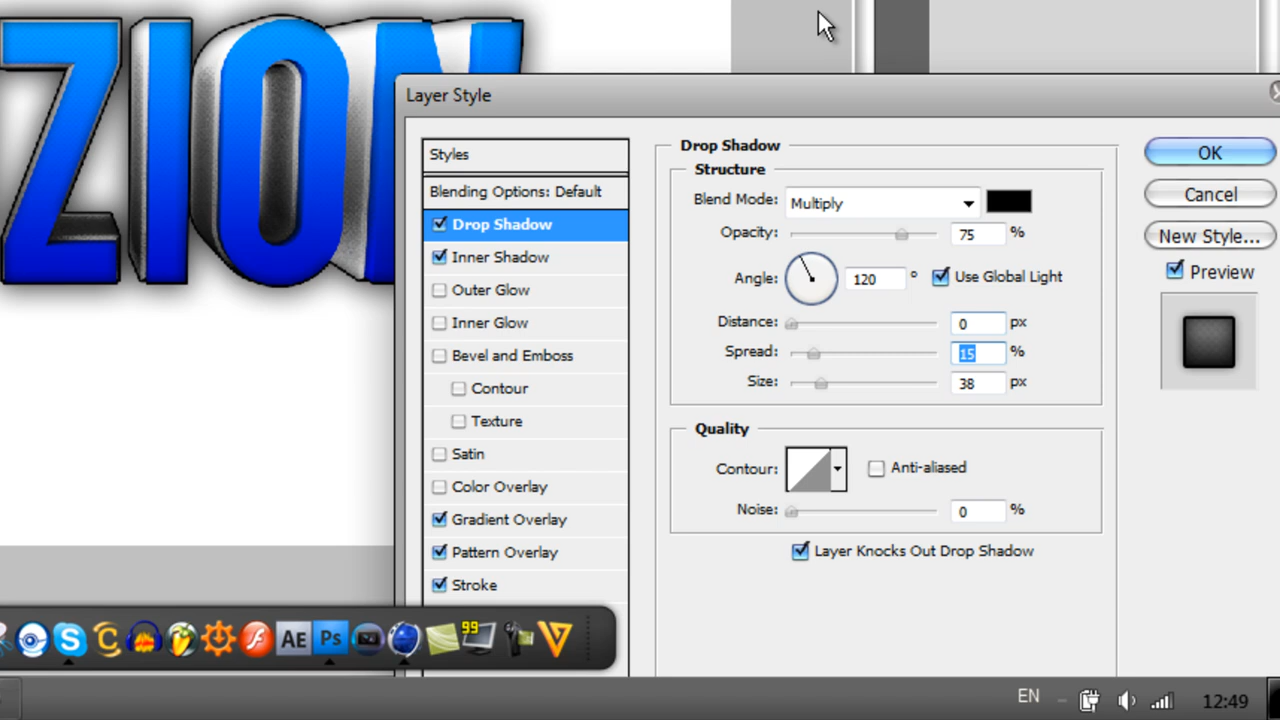 ZION
Layer Style
Styles
Blending Options: Default
Drop Shadow
Inner Shadow
Outer Glow
Inner Glow
Bevel and Emboss
Contour
Texture
Satin
Color Overlay
Gradient Overlay
Pattern Overlay
Stroke
Drop Shadow
Structure
Blend Mode: Multiply
Opacity: 75 %
Angle: 120 ° Use Global Light
Distance: 0 px
Spread: 15 %
Size: 38 px
Quality
Contour: Anti-aliased
Noise: 0 %
Layer Knocks Out Drop Shadow
OK
Cancel
New Style...
Preview
AE Ps 99
EN 12:49